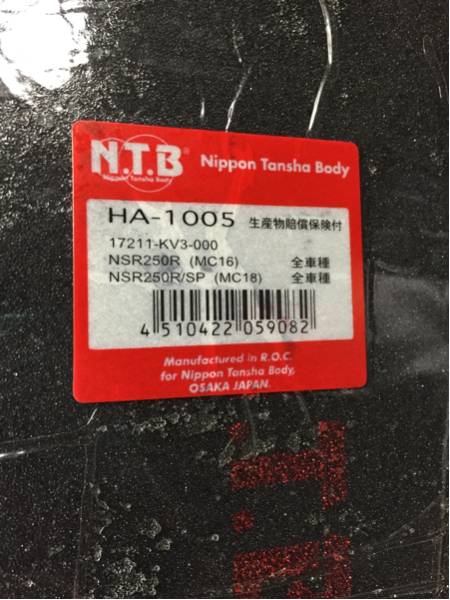 N.T.B® Nippon Tansha Body
Nippon Tansha Body
HA-1005 生産物賠償保険付
17211-KV3-000
NSR250R (MC16) 全車種
NSR250R/SP (MC18) 全車種
4 510422 059082
Manufactured in R.O.C.
for Nippon Tansha Body,
OSAKA JAPAN.